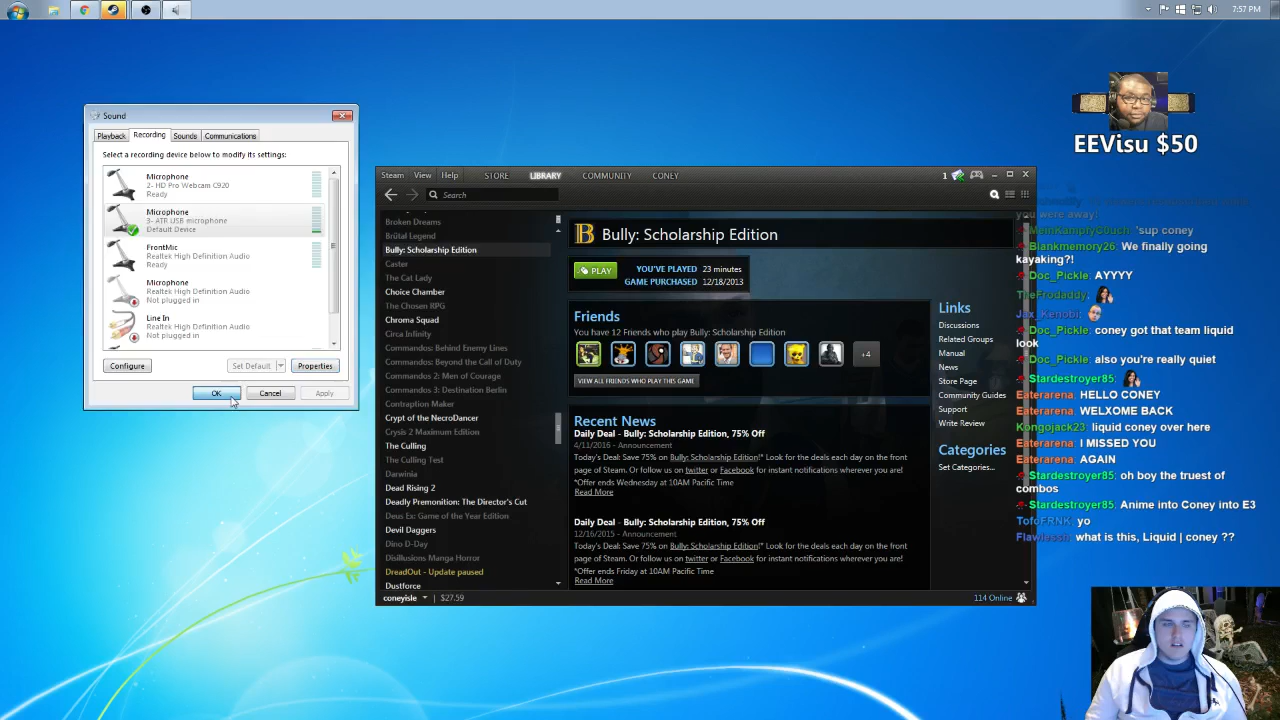 7:57 PM
Sound
Playback Recording Sounds Communications
Select a recording device below to modify its settings:
Microphone
2- HD Pro Webcam C920
Ready
Microphone
3- ATR USB microphone
Default Device
FrontMic
Realtek High Definition Audio
Ready
Microphone
Realtek High Definition Audio
Not plugged in
Line In
Realtek High Definition Audio
Not plugged in
Configure Set Default Properties
OK Cancel Apply
Steam View Help STORE LIBRARY COMMUNITY CONEY 1
Search
Broken Dreams
Brütal Legend
Bully: Scholarship Edition
Caster
The Cat Lady
Choice Chamber
The Chosen RPG
Chroma Squad
Circa Infinity
Commandos: Behind Enemy Lines
Commandos: Beyond the Call of Duty
Commandos 2: Men of Courage
Commandos 3: Destination Berlin
Contraption Maker
Crypt of the NecroDancer
Crysis 2 Maximum Edition
The Culling
The Culling Test
Darwinia
Dead Rising 2
Deadly Premonition: The Director's Cut
Deus Ex: Game of the Year Edition
Devil Daggers
Dino D-Day
Disillusions Manga Horror
DreadOut - Update paused
Dustforce
coneyisle $27.59
114 Online
B Bully: Scholarship Edition
PLAY YOU'VE PLAYED 23 minutes
GAME PURCHASED 12/18/2013
Friends
You have 12 Friends who play Bully: Scholarship Edition
+4
VIEW ALL FRIENDS WHO PLAY THIS GAME
Recent News
Daily Deal - Bully: Scholarship Edition, 75% Off
4/11/2016 - Announcement
Today's Deal: Save 75% on Bully: Scholarship Edition!* Look for the deals each day on the front
page of Steam. Or follow us on twitter or Facebook for instant notifications wherever you are!
*Offer ends Wednesday at 10AM Pacific Time
Read More
Daily Deal - Bully: Scholarship Edition, 75% Off
12/16/2015 - Announcement
Today's Deal: Save 75% on Bully: Scholarship Edition!* Look for the deals each day on the front
page of Steam. Or follow us on twitter or Facebook for instant notifications wherever you are!
*Offer ends Friday at 10AM Pacific Time
Read More
Links
Discussions
Related Groups
Manual
News
Store Page
Community Guides
Support
Write Review
Categories
Set Categories...
EEVisu $50
you were away:
MeinKampfyC0uch: 'sup coney
Blankmemory26: We finally going
kayaking?!
Doc_Pickle: AYYYY
TheFrodaddy:
Jax_Kenobi:
Doc_Pickle: coney got that team liquid
look
Doc_Pickle: also you're really quiet
Stardestroyer85:
Eaterarena: HELLO CONEY
Eaterarena: WELXOME BACK
Kongojack23: liquid coney over here
Eaterarena: I MISSED YOU
Eaterarena: AGAIN
Stardestroyer85: oh boy the truest of
combos
Stardestroyer85: Anime into Coney into E3
TofoFRNK: yo
Flawlessh: what is this, Liquid | coney ??